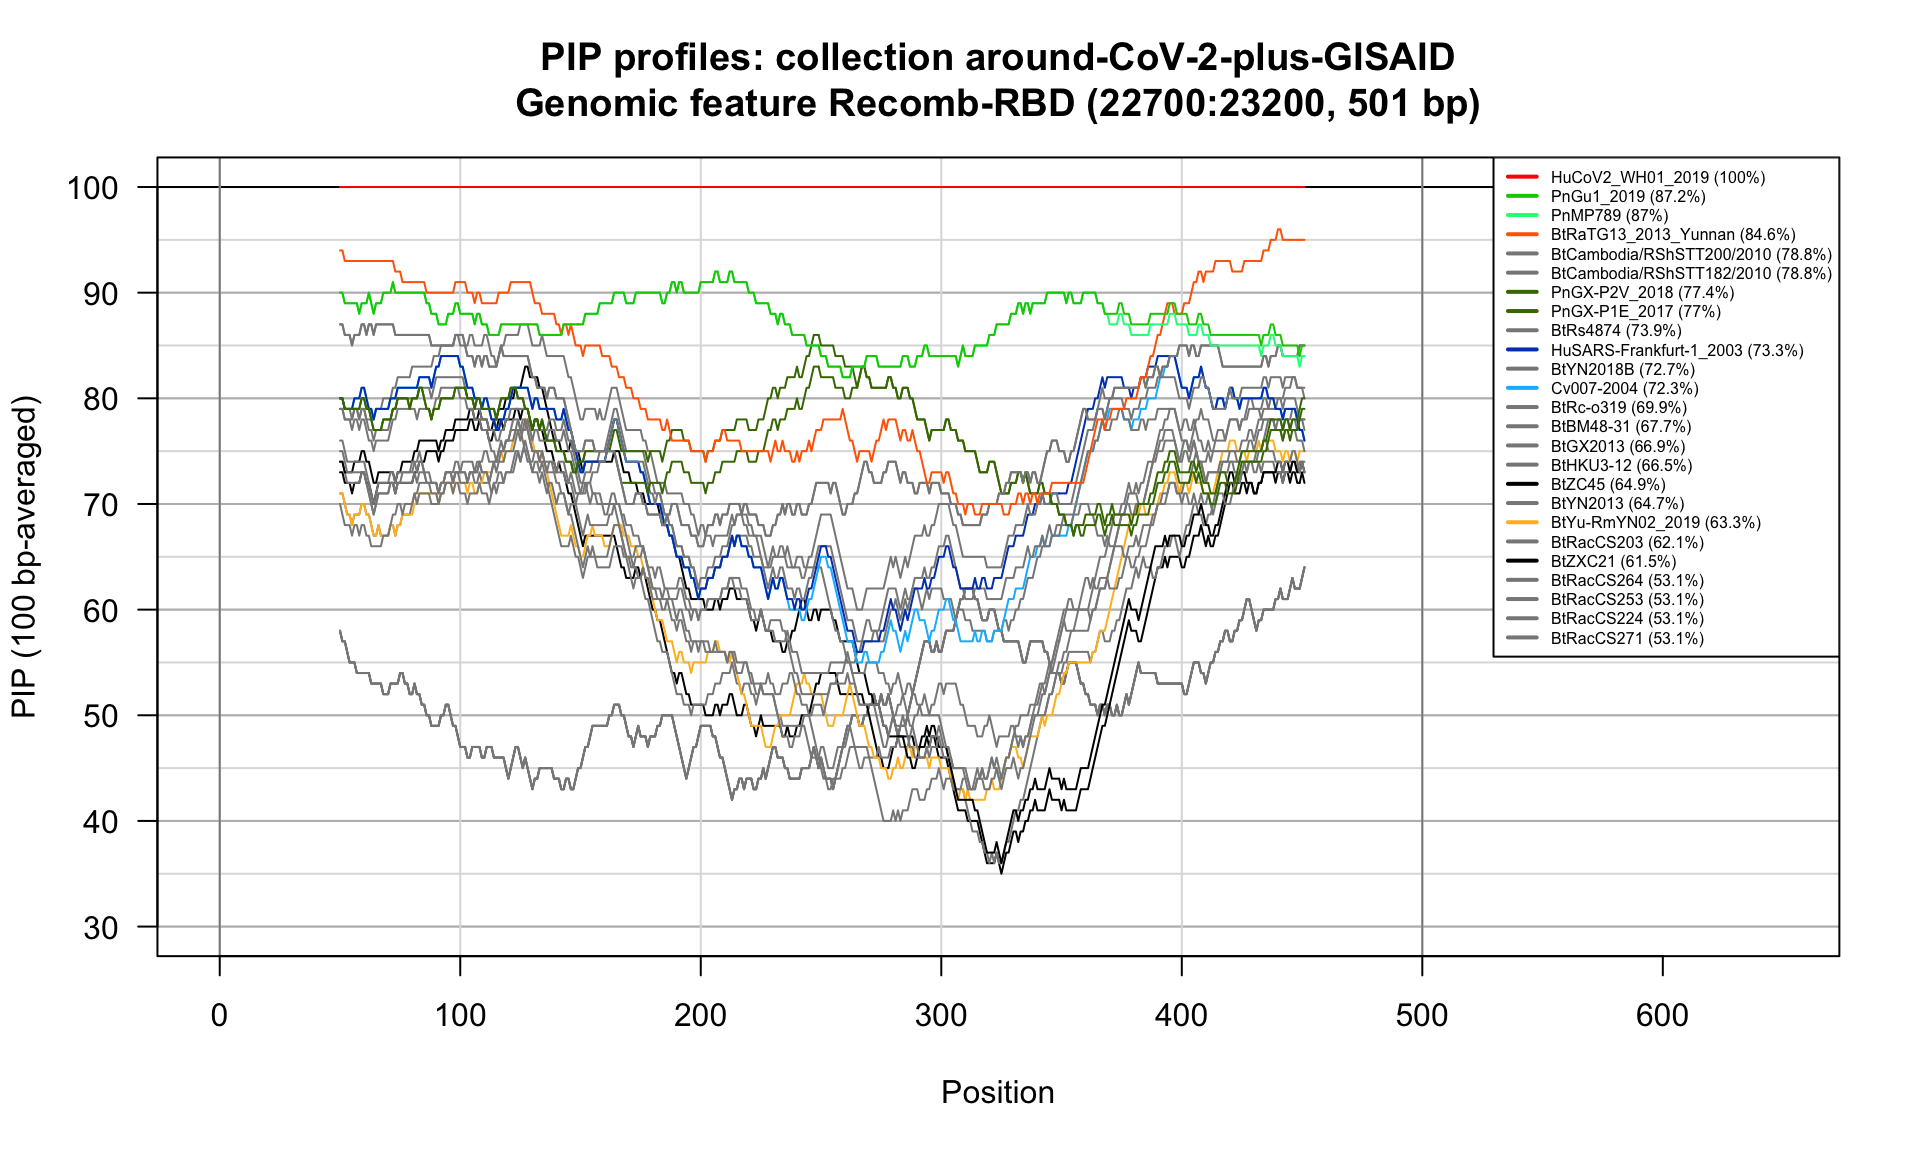 PIP profiles: collection around-CoV-2-plus-GISAID
Genomic feature Recomb-RBD (22700:23200, 501 bp)
PIP (100 bp-averaged)
100
90
80
70
60
50
40
30
0
100
200
300
400
500
600
Position
HuCoV2_WH01_2019 (100%)
PnGu1_2019 (87.2%)
PnMP789 (87%)
BtRaTG13_2013_Yunnan (84.6%)
BtCambodia/RShSTT200/2010 (78.8%)
BtCambodia/RShSTT182/2010 (78.8%)
PnGX-P2V_2018 (77.4%)
PnGX-P1E_2017 (77%)
BtRs4874 (73.9%)
HuSARS-Frankfurt-1_2003 (73.3%)
BtYN2018B (72.7%)
Cv007-2004 (72.3%)
BtRc-o319 (69.9%)
BtBM48-31 (67.7%)
BtGX2013 (66.9%)
BtHKU3-12 (66.5%)
BtZC45 (64.9%)
BtYN2013 (64.7%)
BtYu-RmYN02_2019 (63.3%)
BtRacCS203 (62.1%)
BtZXC21 (61.5%)
BtRacCS264 (53.1%)
BtRacCS253 (53.1%)
BtRacCS224 (53.1%)
BtRacCS271 (53.1%)